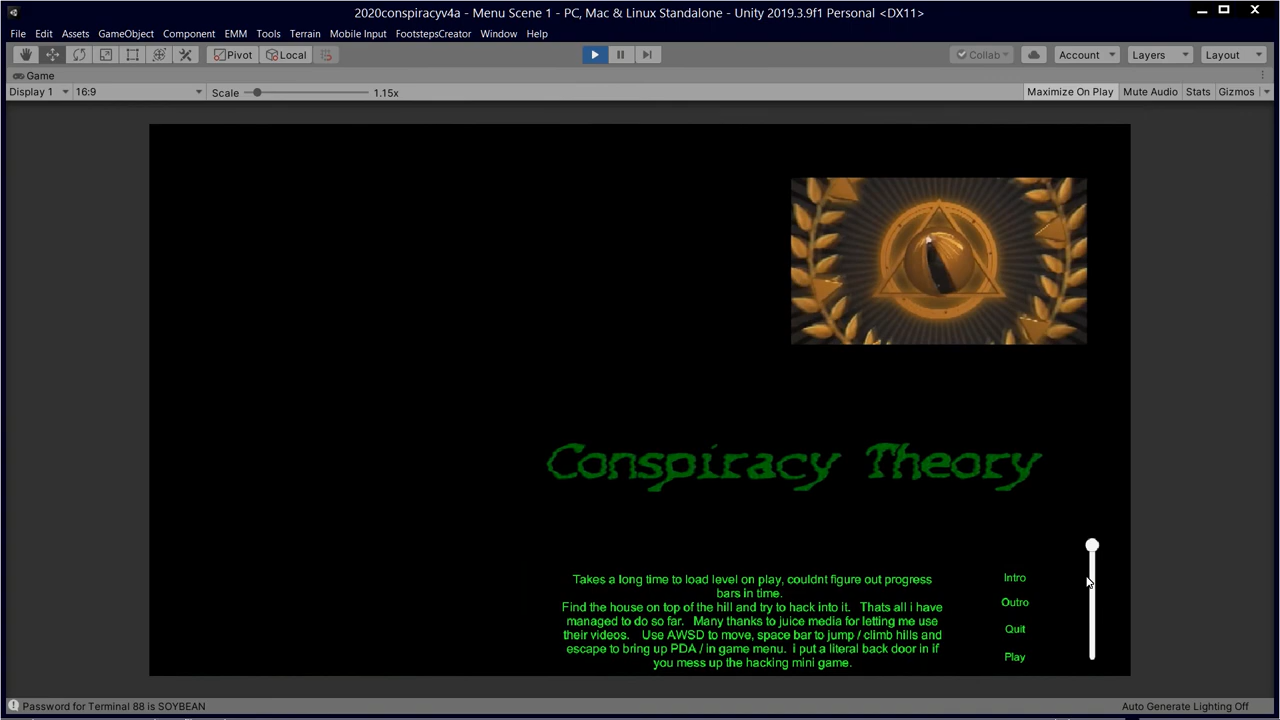 2020conspiracyv4a - Menu Scene 1 - PC, Mac & Linux Standalone - Unity 2019.3.9f1 Personal <DX11>
File Edit Assets GameObject Component EMM Tools Terrain Mobile Input FootstepsCreator Window Help
Pivot Local Collab Account Layers Layout
Game
Display 1 16:9 Scale 1.15x Maximize On Play Mute Audio Stats Gizmos
Conspiracy Theory
Takes a long time to load level on play, couldnt figure out progress
bars in time.
Find the house on top of the hill and try to hack into it. Thats all i have
managed to do so far. Many thanks to juice media for letting me use
their videos. Use AWSD to move, space bar to jump / climb hills and
escape to bring up PDA / in game menu. i put a literal back door in if
you mess up the hacking mini game.
Intro
Outro
Quit
Play
Password for Terminal 88 is SOYBEAN
Auto Generate Lighting Off